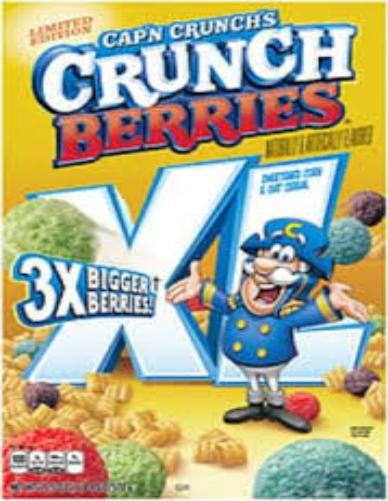 LIMITED
EDITION
CAP'N CRUNCH'S
CRUNCH
BERRIES
NATURALLY & ARTIFICIALLY FLAVORED
SWEETENED CORN
& OAT CEREAL
XL
C
3X
BIGGER
BERRIES!